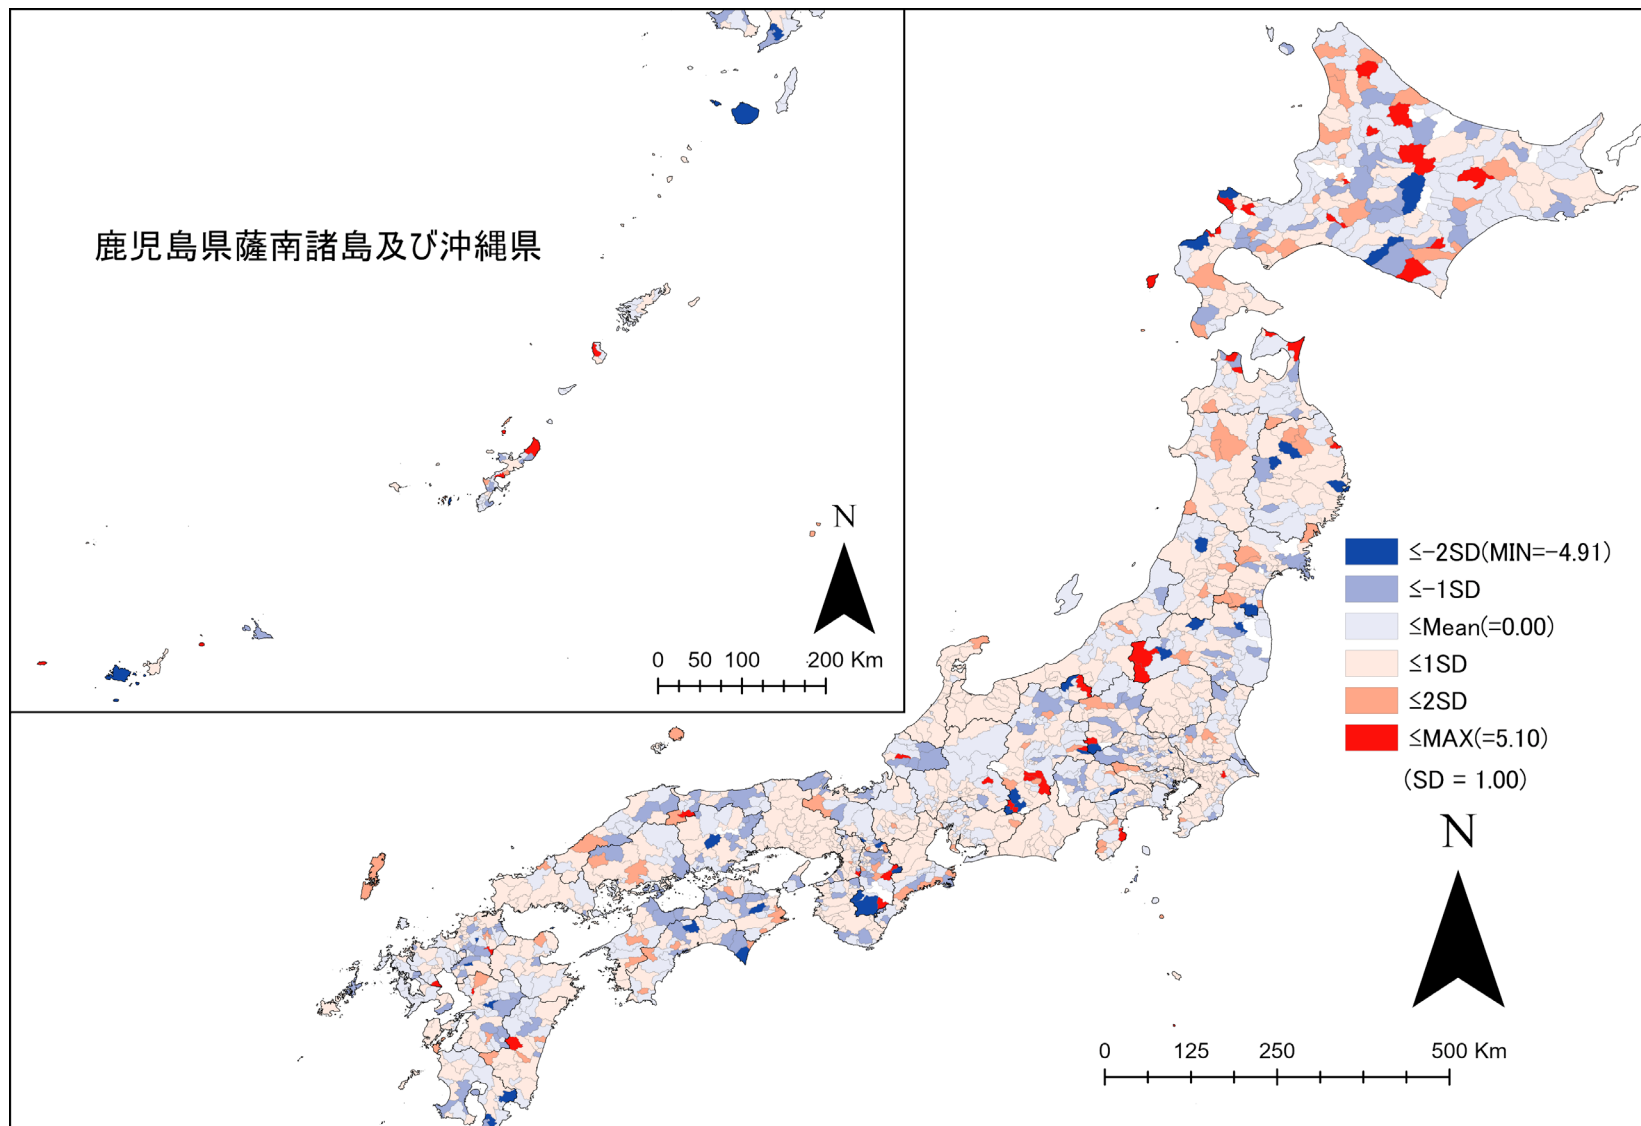 鹿児島県薩南諸島及び沖縄県
N
0 50 100 200 Km
≤-2SD(MIN=-4.91)
≤-1SD
≤Mean(=0.00)
≤1SD
≤2SD
≤MAX(=5.10)
(SD = 1.00)
N
0 125 250 500 Km